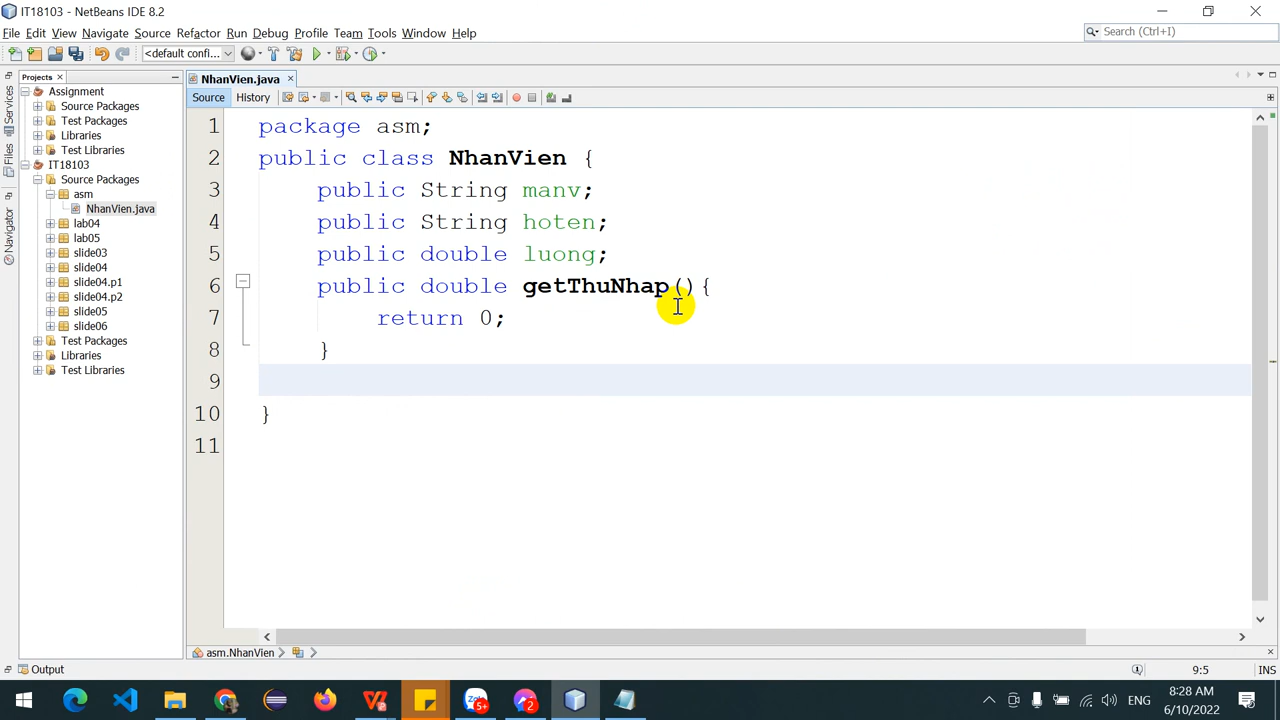 IT18103 - NetBeans IDE 8.2
File Edit View Navigate Source Refactor Run Debug Profile Team Tools Window Help
Search (Ctrl+I)
<default confi...
Projects
NhanVien.java
Source History
Services
Files
Navigator
Assignment
Source Packages
Test Packages
Libraries
Test Libraries
IT18103
Source Packages
asm
NhanVien.java
lab04
lab05
slide03
slide04
slide04.p1
slide04.p2
slide05
slide06
Test Packages
Libraries
Test Libraries
1 package asm;
2 public class NhanVien {
3 public String manv;
4 public String hoten;
5 public double luong;
6 public double getThuNhap(){
7 return 0;
8 }
9
10 }
11
asm.NhanVien
Output
9:5 INS
5+
2
ENG
8:28 AM
6/10/2022